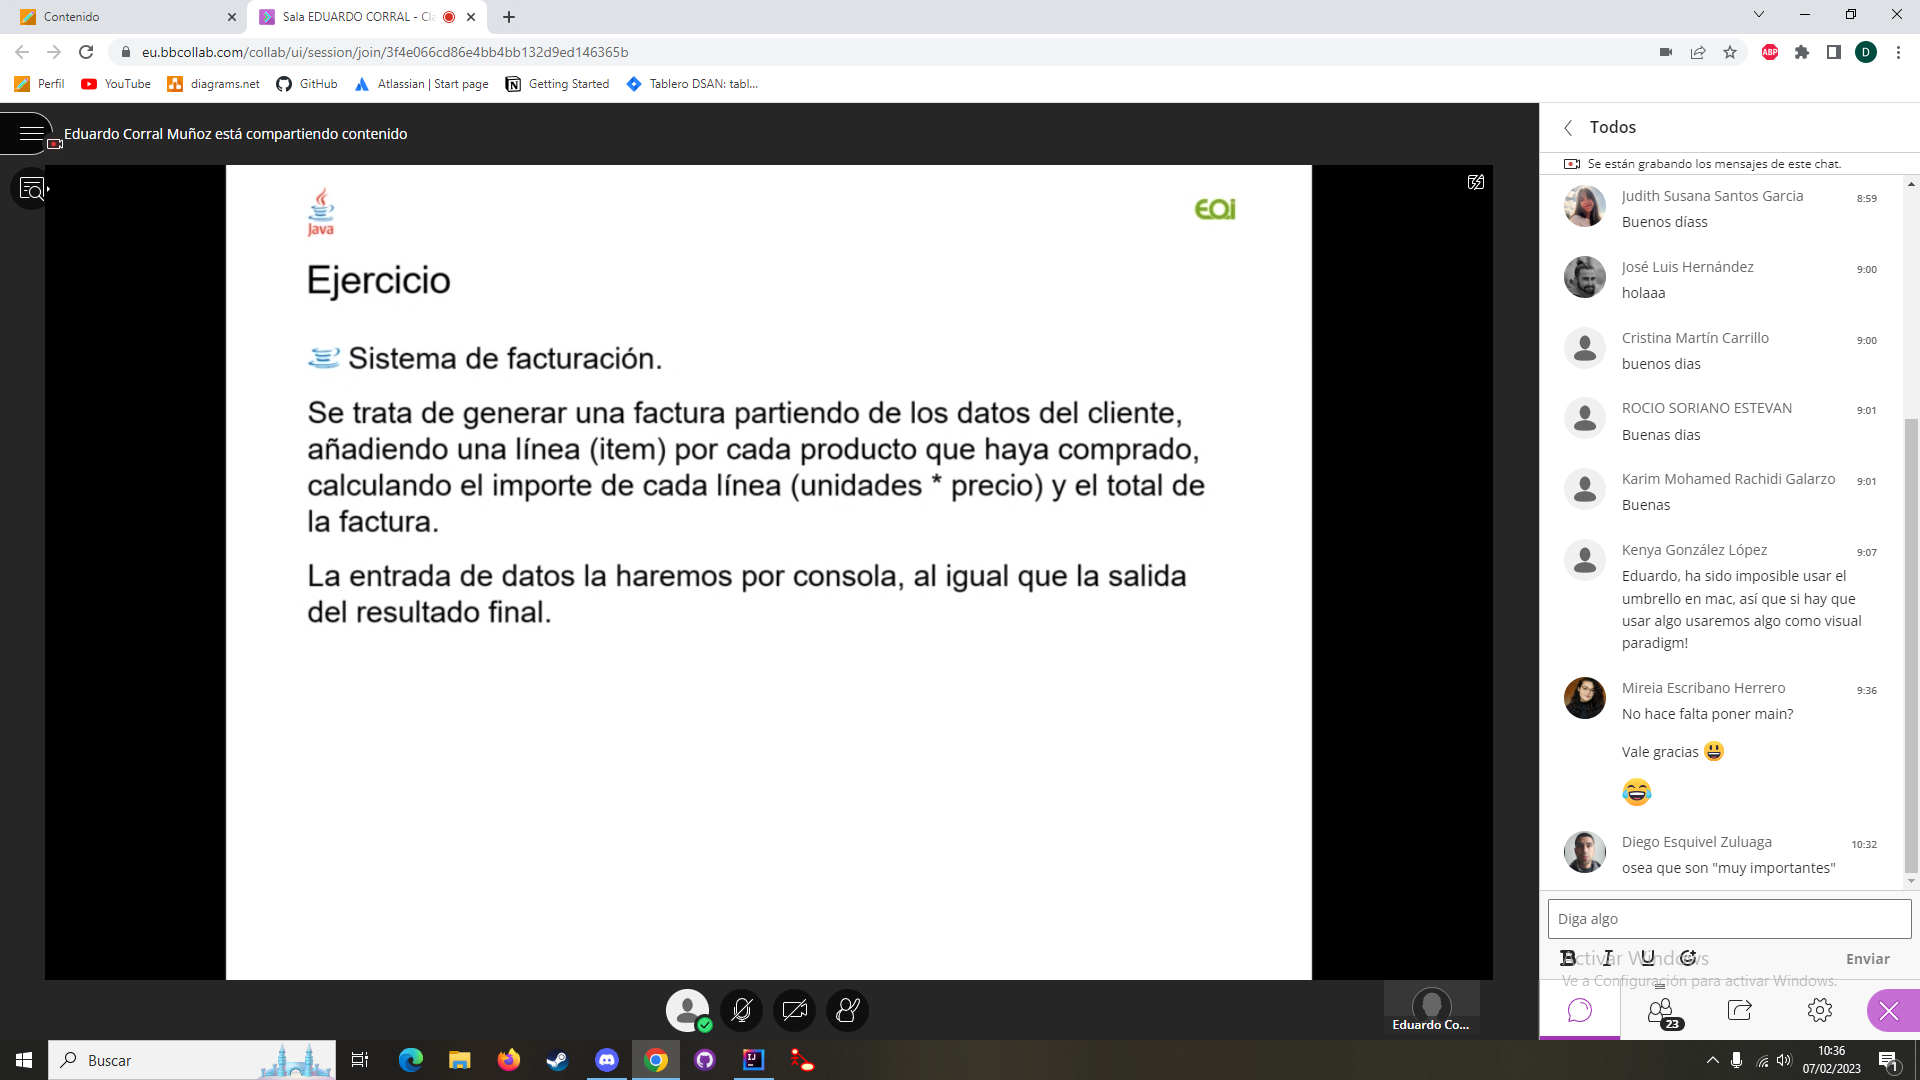 Contenido
Sala EDUARDO CORRAL - Cl
eu.bbcollab.com/collab/ui/session/join/3f4e066cd86e4bb4bb132d9ed146365b
ABP
D
Perfil
YouTube
diagrams.net
GitHub
Atlassian | Start page
Getting Started
Tablero DSAN: tabl...
Eduardo Corral Muñoz está compartiendo contenido
Java
EOI
Ejercicio
Sistema de facturación.
Se trata de generar una factura partiendo de los datos del cliente,
añadiendo una línea (item) por cada producto que haya comprado,
calculando el importe de cada línea (unidades * precio) y el total de
la factura.
La entrada de datos la haremos por consola, al igual que la salida
del resultado final.
Eduardo Co...
Todos
Se están grabando los mensajes de este chat.
Judith Susana Santos Garcia
8:59
Buenos díass
José Luis Hernández
9:00
holaaa
Cristina Martín Carrillo
9:00
buenos dias
ROCIO SORIANO ESTEVAN
9:01
Buenas dias
Karim Mohamed Rachidi Galarzo
9:01
Buenas
Kenya González López
9:07
Eduardo, ha sido imposible usar el
umbrello en mac, así que si hay que
usar algo usaremos algo como visual
paradigm!
Mireia Escribano Herrero
9:36
No hace falta poner main?
Vale gracias
Diego Esquivel Zuluaga
10:32
osea que son "muy importantes"
Diga algo
B I U
Enviar
Activar Windows
Ve a Configuración para activar Windows.
23
Buscar
10:36
07/02/2023
1